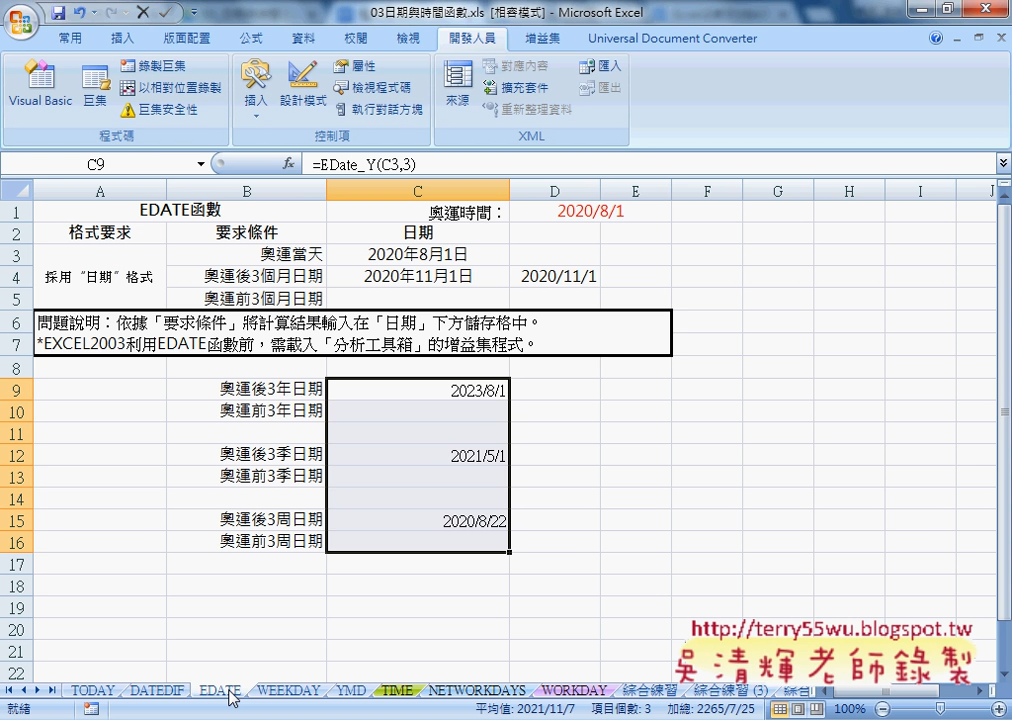 03日期與時間函數.xls [相容模式] - Microsoft Excel
常用 插入 版面配置 公式 資料 校閱 檢視 開發人員 增益集 Universal Document Converter
Visual Basic 巨集 錄製巨集 以相對位置錄製 巨集安全性
程式碼
插入 設計模式 屬性 檢視程式碼 執行對話方塊
控制項
來源 對應內容 擴充套件 重新整理資料 匯入 匯出
XML
C9 fx =EDate_Y(C3,3)
A B C D E F G H I J
1 EDATE函數 奧運時間： 2020/8/1
2 格式要求 要求條件 日期
3 奧運當天 2020年8月1日
4 採用 "日期" 格式 奧運後3個月日期 2020年11月1日 2020/11/1
5 奧運前3個月日期
6 問題說明：依據「要求條件」將計算結果輸入在「日期」下方儲存格中。
7 *EXCEL2003利用EDATE函數前，需載入「分析工具箱」的增益集程式。
8
9 奧運後3年日期 2023/8/1
10 奧運前3年日期
11
12 奧運後3季日期 2021/5/1
13 奧運前3季日期
14
15 奧運後3周日期 2020/8/22
16 奧運前3周日期
17
18
19
20
21
22
http://terry55wu.blogspot.tw
吳清輝老師錄製
TODAY DATEDIF EDATE WEEKDAY YMD TIME NETWORKDAYS WORKDAY 綜合練習 綜合練習 (3) 綜合
就緒 平均值: 2021/11/7 項目個數: 3 加總: 2265/7/25 100%